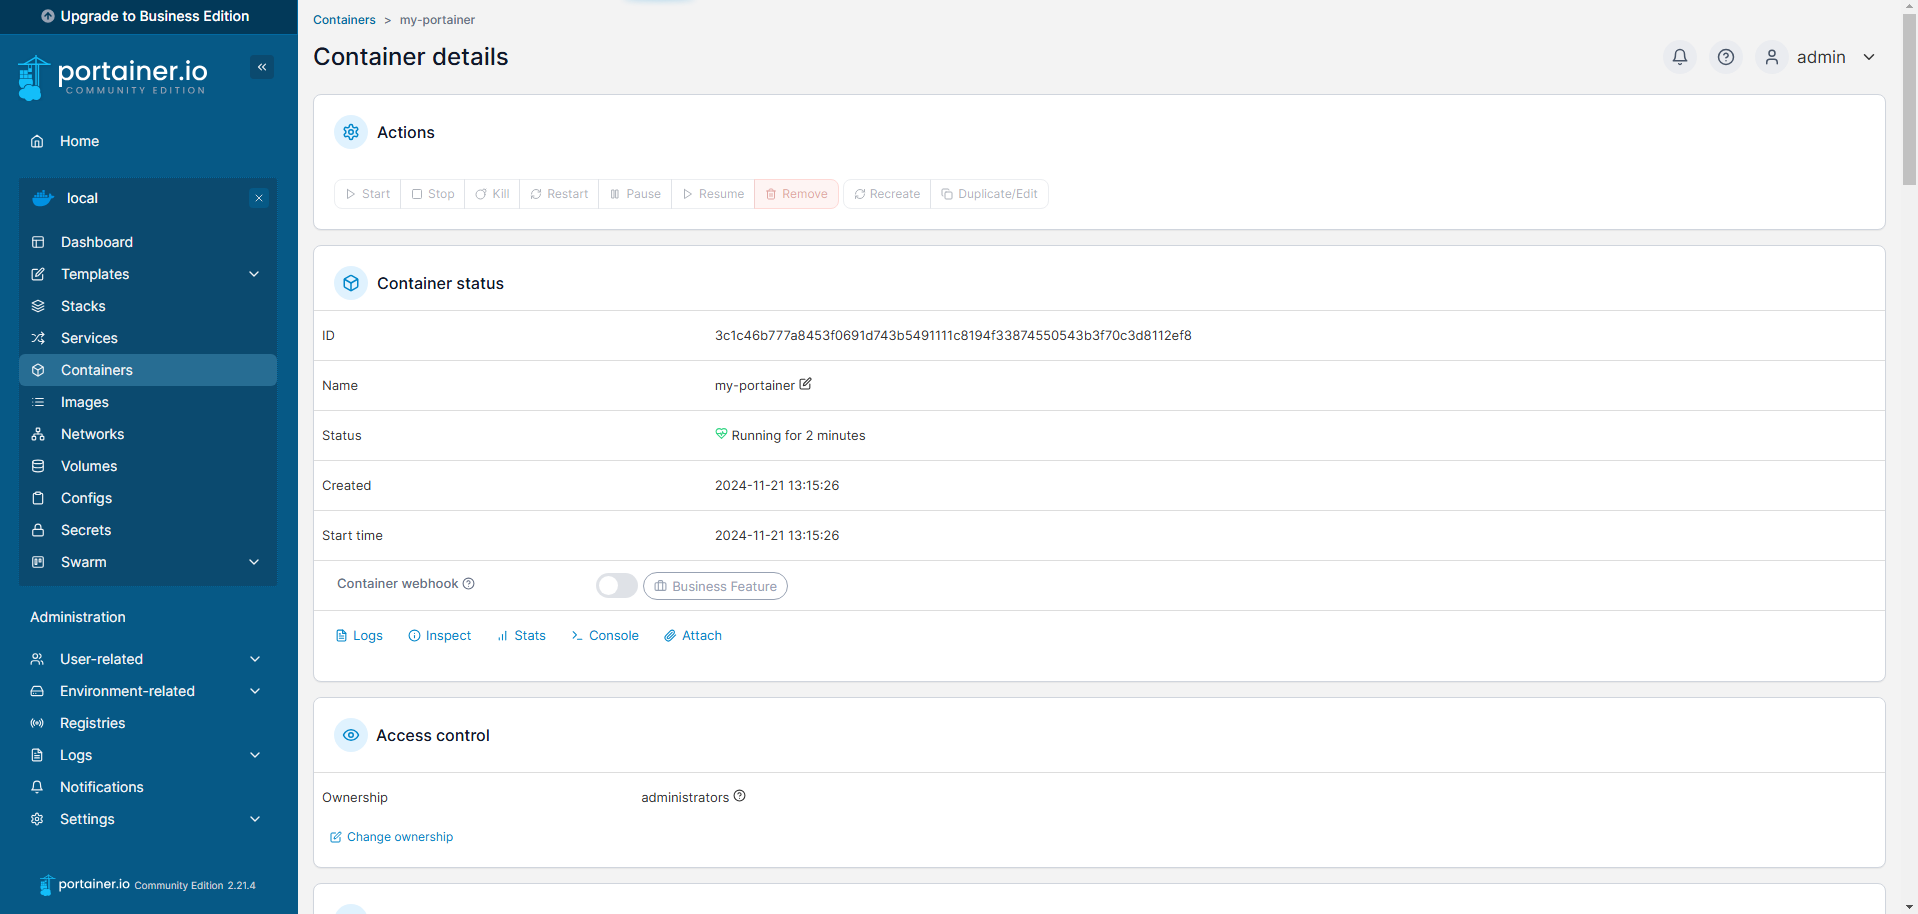 Upgrade to Business Edition
portainer.io
COMMUNITY EDITION
Home
local
Dashboard
Templates
Stacks
Services
Containers
Images
Networks
Volumes
Configs
Secrets
Swarm
Administration
User-related
Environment-related
Registries
Logs
Notifications
Settings
portainer.io Community Edition 2.21.4
Containers > my-portainer
Container details
admin
Actions
Start Stop Kill Restart Pause Resume Remove Recreate Duplicate/Edit
Container status
ID 3c1c46b777a8453f0691d743b5491111c8194f33874550543b3f70c3d8112ef8
Name my-portainer
Status Running for 2 minutes
Created 2024-11-21 13:15:26
Start time 2024-11-21 13:15:26
Container webhook Business Feature
Logs Inspect Stats Console Attach
Access control
Ownership administrators
Change ownership